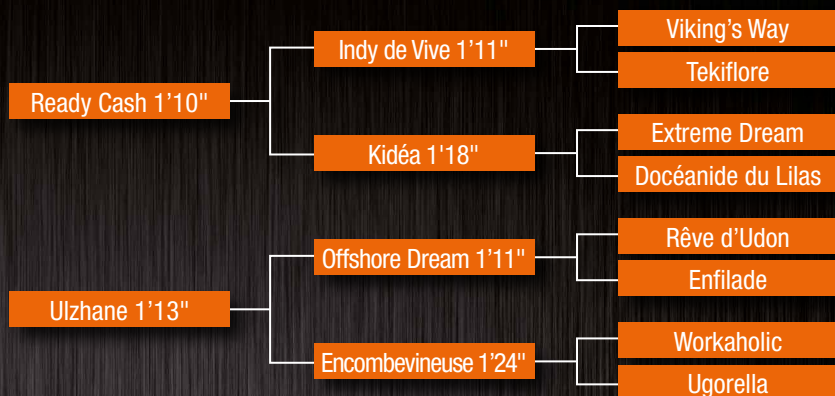 Viking’s Way
Indy de Vive 1’11"
Tekiflore
Ready Cash 1’10"
Extreme Dream
Kidéa 1'18"
Docéanide du Lilas
Rêve d’Udon
Offshore Dream 1’11"
Enfilade
Ulzhane 1’13"
Workaholic
Encombevineuse 1’24"
Ugorella